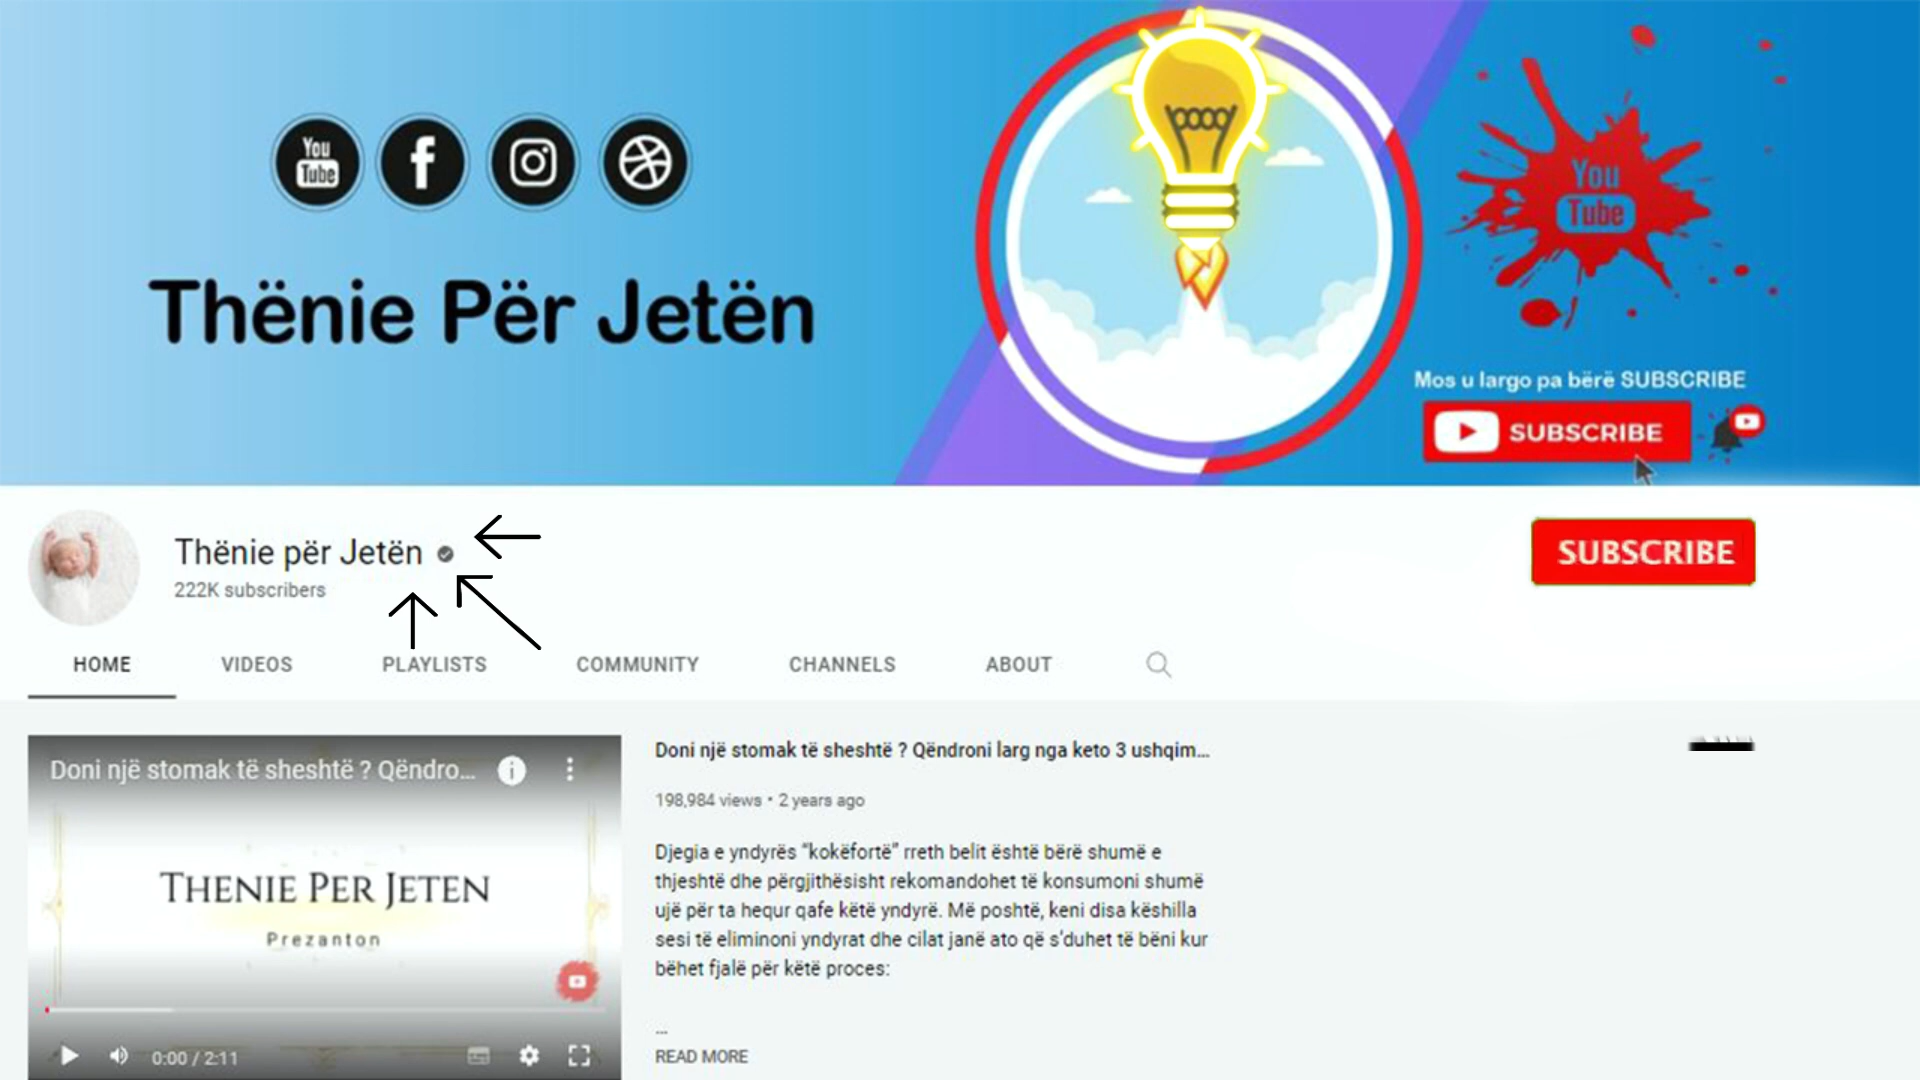 You
Tube
Thënie Për Jetën
You
Tube
Mos u largo pa bërë SUBSCRIBE
SUBSCRIBE
Thënie për Jetën
222K subscribers
SUBSCRIBE
HOME VIDEOS PLAYLISTS COMMUNITY CHANNELS ABOUT
Doni një stomak të sheshtë ? Qëndro...
THENIE PER JETEN
Prezanton
0:00 / 2:11
Doni një stomak të sheshtë ? Qëndroni larg nga keto 3 ushqim...
198,984 views • 2 years ago
Djegia e yndyrës “kokëfortë” rreth belit është bërë shumë e
thjeshtë dhe përgjithësisht rekomandohet të konsumoni shumë
ujë për ta hequr qafe këtë yndyrë. Më poshtë, keni disa këshilla
sesi të eliminoni yndyrat dhe cilat janë ato që s’duhet të bëni kur
bëhet fjalë për këtë proces:
...
READ MORE